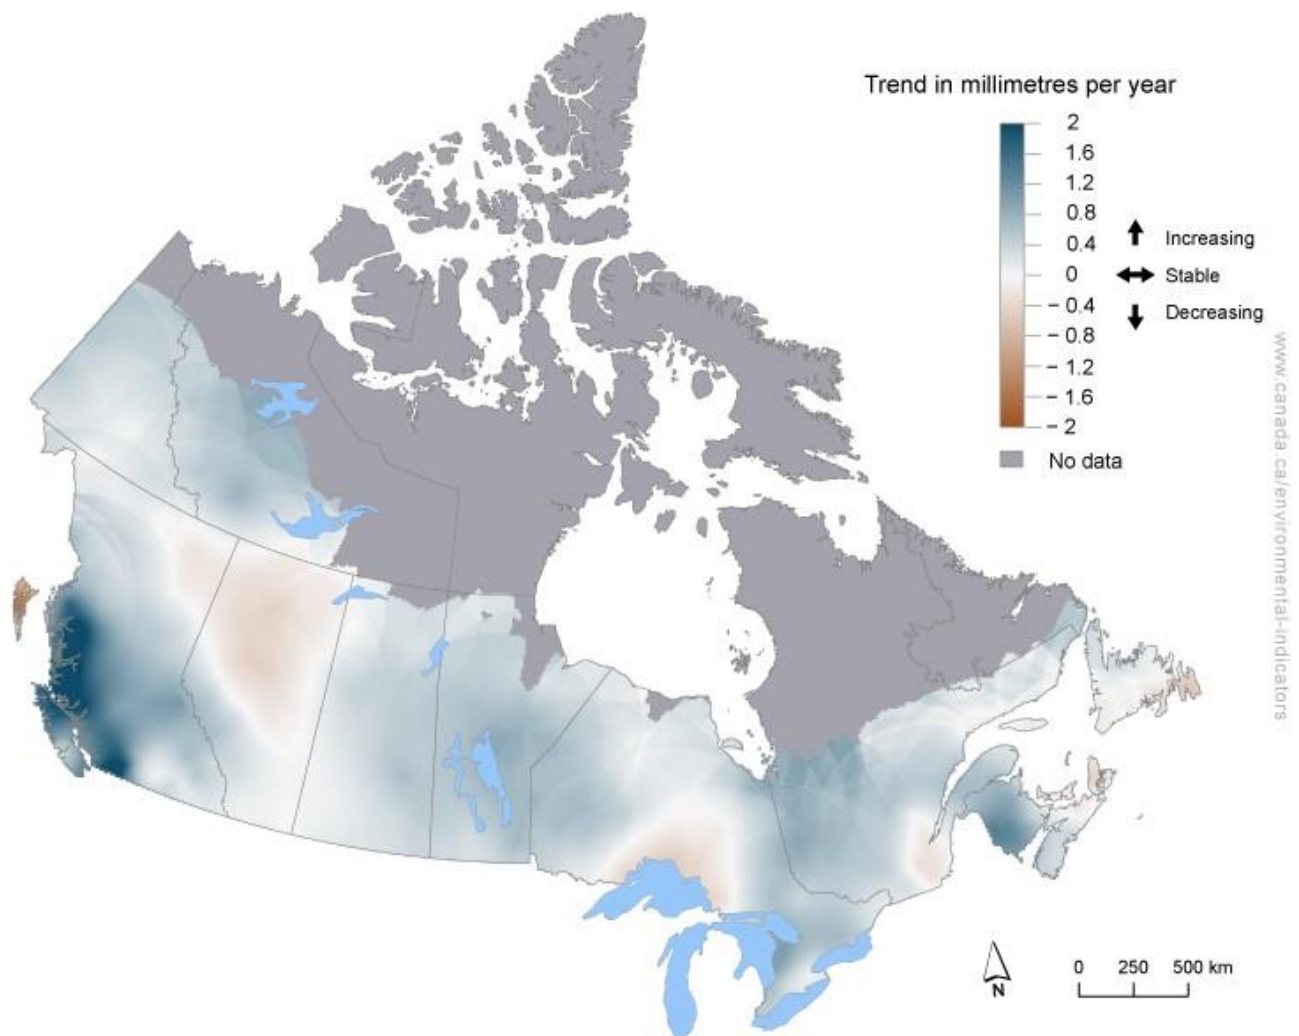 Trend in millimetres per year
2
1.6
1.2
0.8
0.4
0
− 0.4
− 0.8
− 1.2
− 1.6
− 2
Increasing
Stable
Decreasing
No data
www.canada.ca/environmental-indicators
N
0 250 500 km